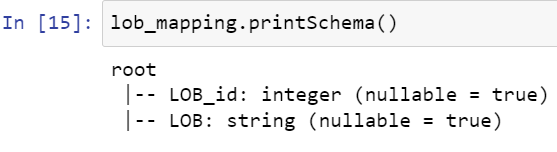 In [15]: lob_mapping.printSchema()
root
 |-- LOB_id: integer (nullable = true)
 |-- LOB: string (nullable = true)